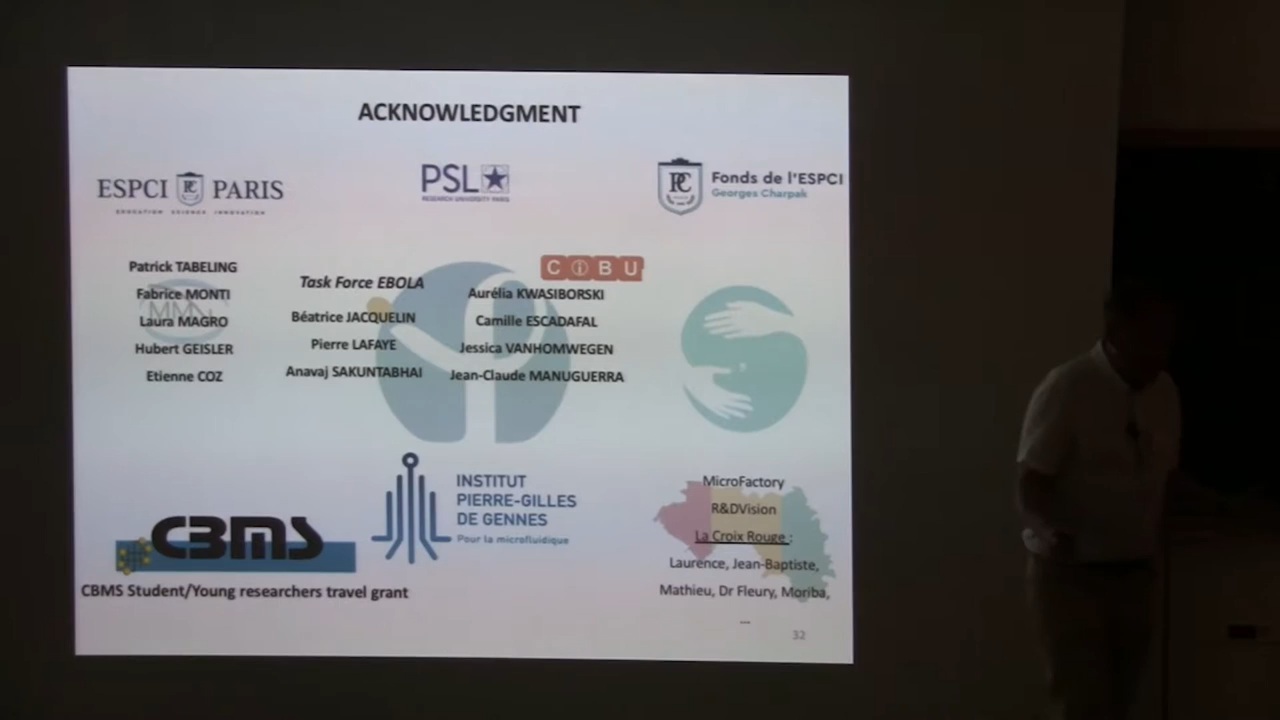 ACKNOWLEDGMENT
ESPCI PARIS
EDUCATION SCIENCE INNOVATION
PSL
RESEARCH UNIVERSITY PARIS
Fonds de l'ESPCI
Georges Charpak
Patrick TABELING
Fabrice MONTI
Laura MAGRO
Hubert GEISLER
Etienne COZ
MMN
Task Force EBOLA
Béatrice JACQUELIN
Pierre LAFAYE
Anavaj SAKUNTABHAI
CIBU
Aurélia KWASIBORSKI
Camille ESCADAFAL
Jessica VANHOMWEGEN
Jean-Claude MANUGUERRA
CBMS
CBMS Student/Young researchers travel grant
INSTITUT
PIERRE-GILLES
DE GENNES
Pour la microfluidique
MicroFactory
R&DVision
La Croix Rouge :
Laurence, Jean-Baptiste,
Mathieu, Dr Fleury, Moriba,
...
32